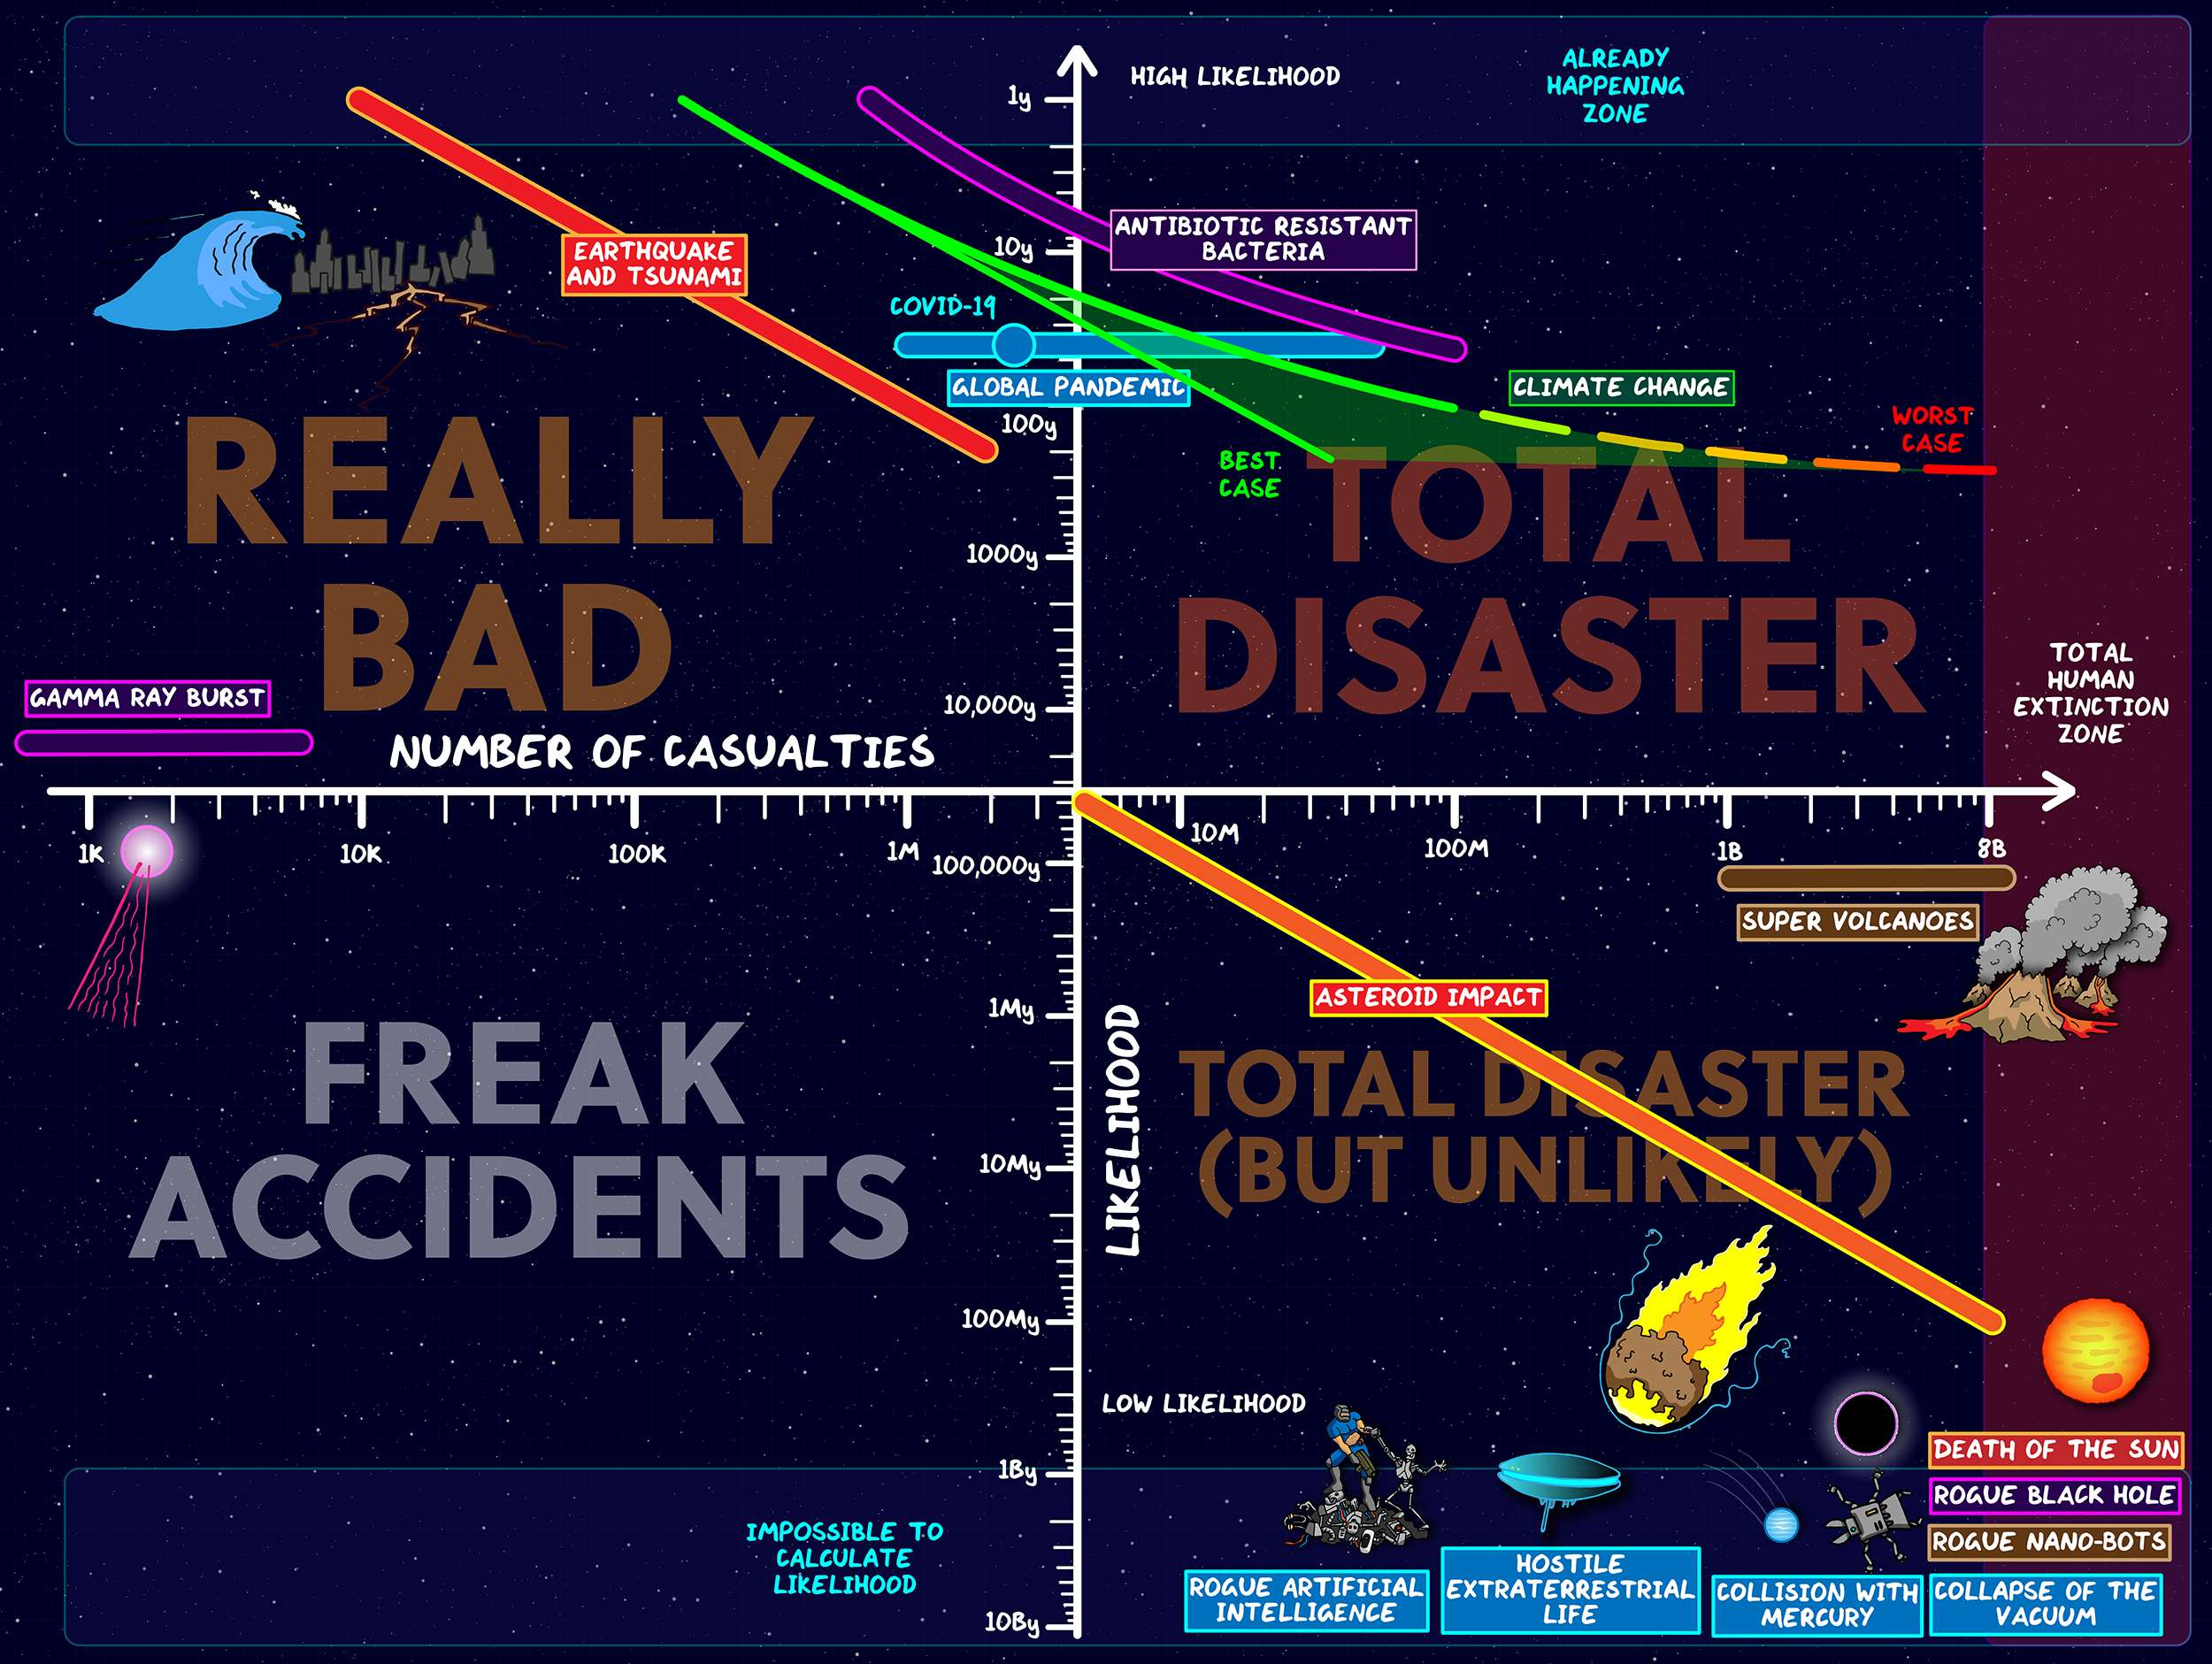 HIGH LIKELIHOOD
ALREADY
HAPPENING
ZONE
1y
ANTIBIOTIC RESISTANT
BACTERIA
EARTHQUAKE
AND TSUNAMI
10y
COVID-19
GLOBAL PANDEMIC
CLIMATE CHANGE
100y
BEST
CASE
WORST
CASE
REALLY
BAD
TOTAL
DISASTER
1000y
10,000y
TOTAL
HUMAN
EXTINCTION
ZONE
GAMMA RAY BURST
NUMBER OF CASUALTIES
1K
10K
100K
1M
10M
100M
1B
8B
100,000y
SUPER VOLCANOES
ASTEROID IMPACT
1My
LIKELIHOOD
FREAK
ACCIDENTS
TOTAL DISASTER
(BUT UNLIKELY)
10My
100My
LOW LIKELIHOOD
1By
IMPOSSIBLE TO
CALCULATE
LIKELIHOOD
10By
ROGUE ARTIFICIAL
INTELLIGENCE
HOSTILE
EXTRATERRESTRIAL
LIFE
COLLISION WITH
MERCURY
DEATH OF THE SUN
ROGUE BLACK HOLE
ROGUE NANO-BOTS
COLLAPSE OF THE
VACUUM